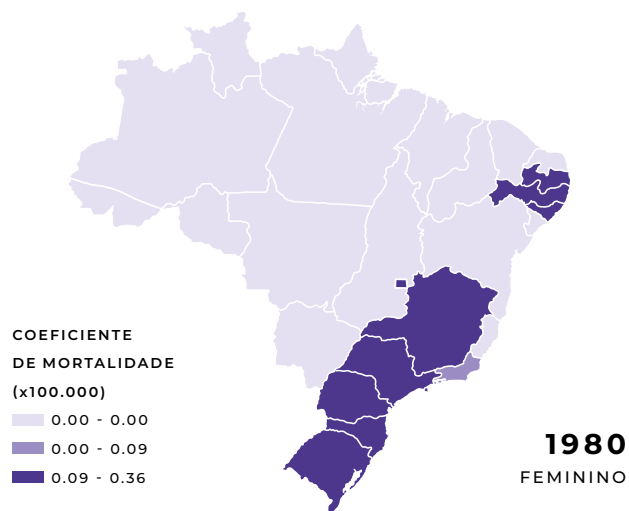 COEFICIENTE
DE MORTALIDADE
(x100.000)
0.00 - 0.00
0.00 - 0.09
0.09 - 0.36
1980
FEMININO